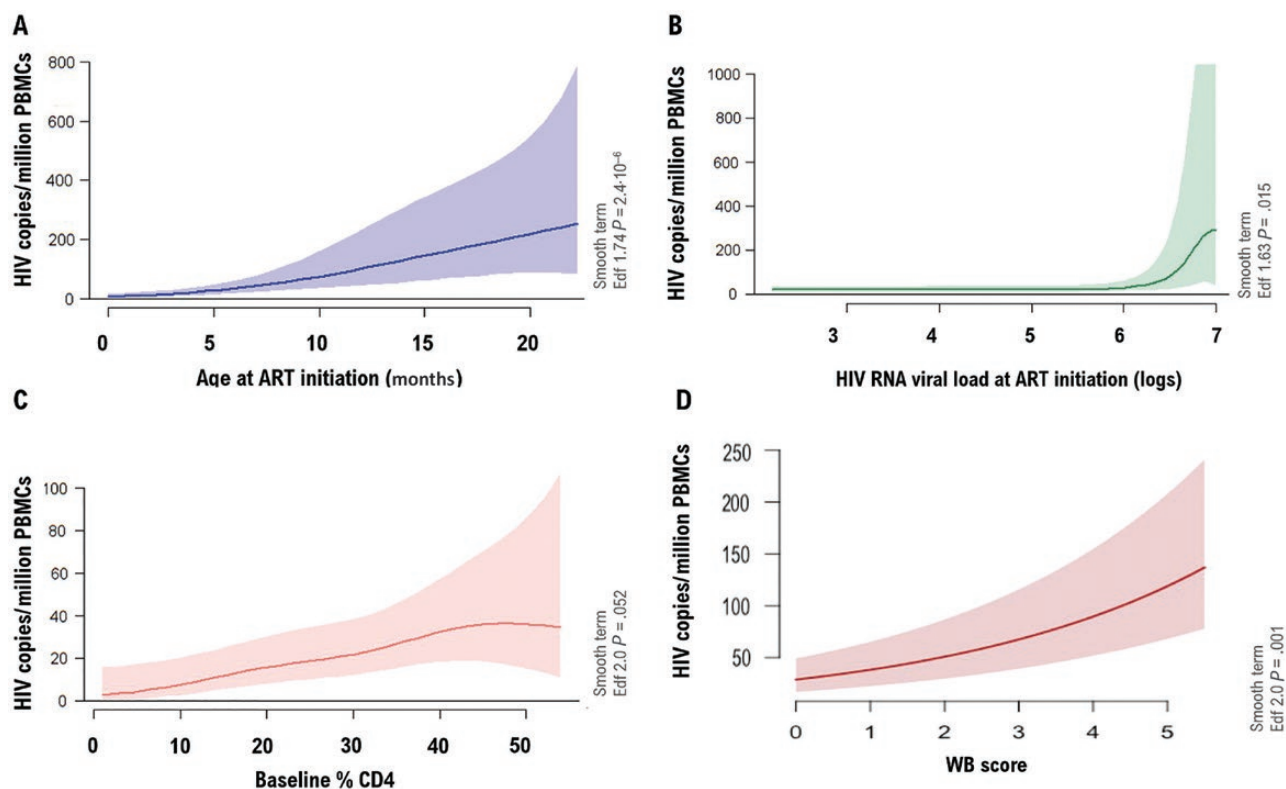 A
HIV copies/million PBMCs
800
600
400
200
0
0 5 10 15 20
Age at ART initiation (months)
Smooth term
Edf 1.74 P = 2.4·10⁻⁶
B
HIV copies/million PBMCs
1000
800
600
400
200
0
3 4 5 6 7
HIV RNA viral load at ART initiation (logs)
Smooth term
Edf 1.63 P = .015
C
HIV copies/million PBMCs
100
80
60
40
20
0
0 10 20 30 40 50
Baseline % CD4
Smooth term
Edf 2.0 P = .052
D
HIV copies/million PBMCs
250
200
150
100
50
0 1 2 3 4 5
WB score
Smooth term
Edf 2.0 P = .001